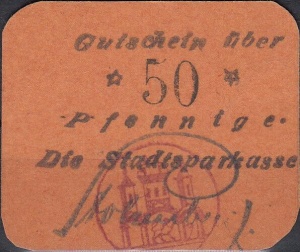 Gutschein über
* 50 *
Pfennige.
Die Stadtsparkasse